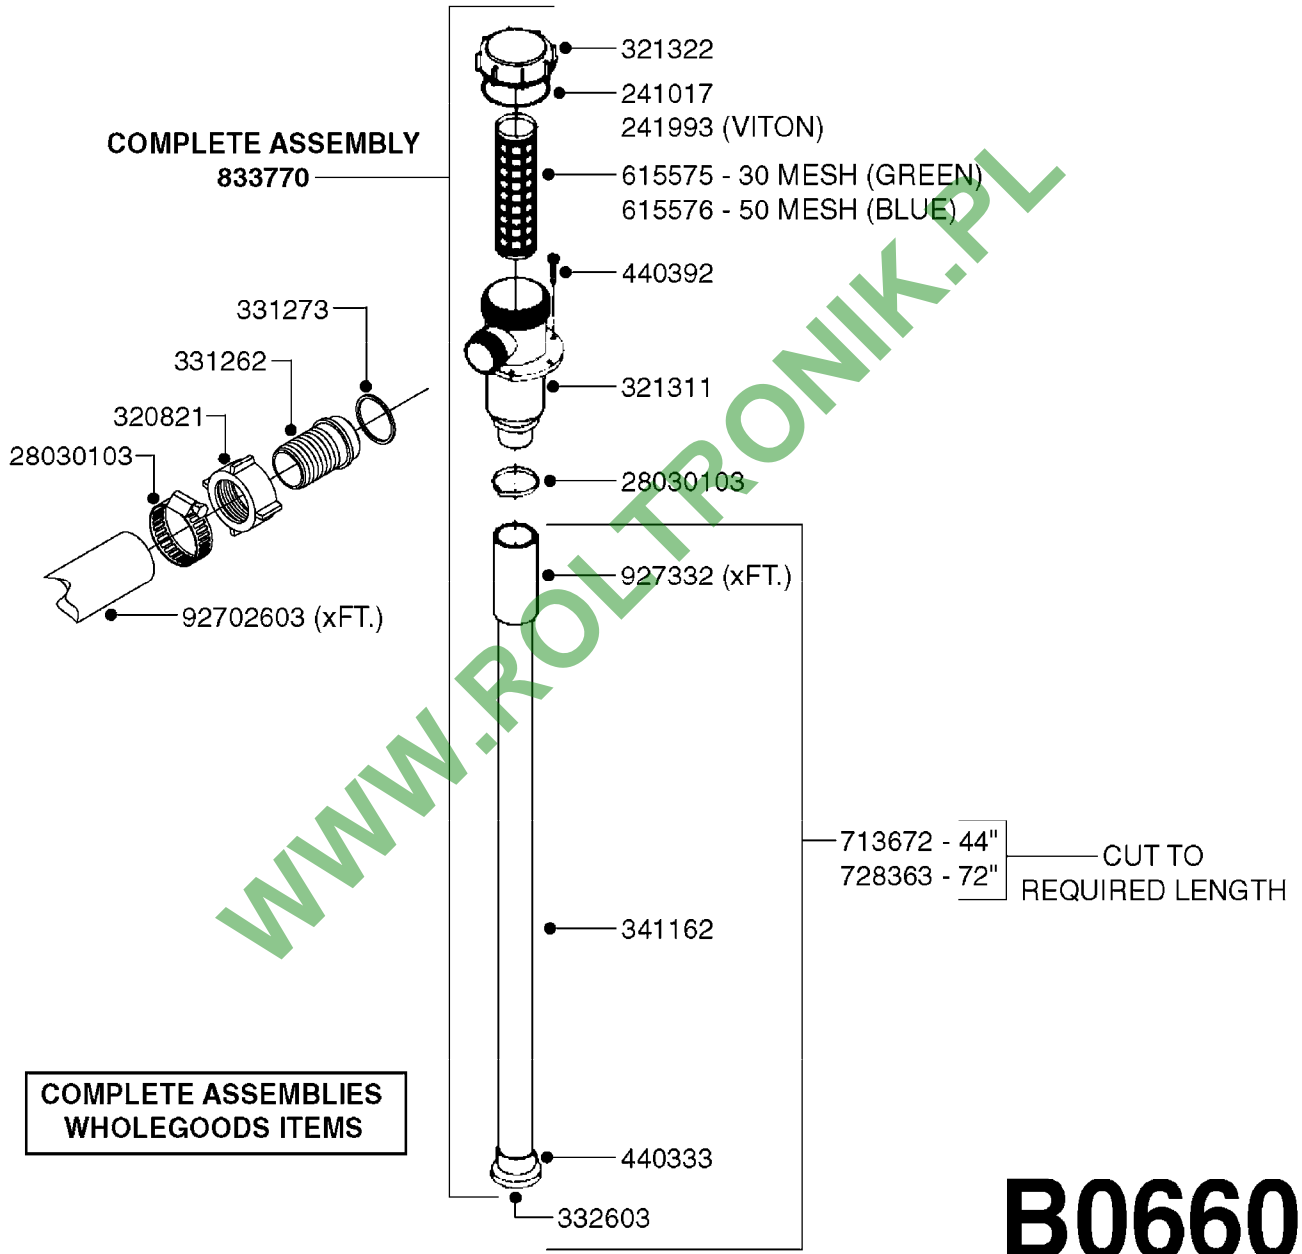 321322
241017
241993 (VITON)
COMPLETE ASSEMBLY
833770
615575 - 30 MESH (GREEN)
615576 - 50 MESH (BLUE)
440392
331273
331262
321311
320821
28030103
28030103
927332 (xFT.)
92702603 (xFT.)
713672 - 44"
728363 - 72"
CUT TO
REQUIRED LENGTH
341162
COMPLETE ASSEMBLIES
WHOLEGOODS ITEMS
440333
332603
B0660
WWW.ROLTRONIK.PL